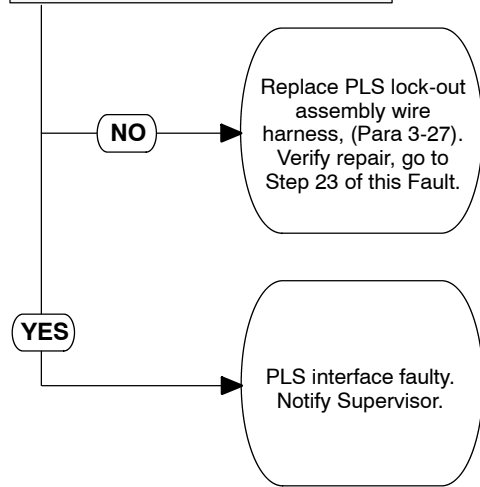 NO
Replace PLS lock-out
assembly wire
harness, (Para 3-27).
Verify repair, go to
Step 23 of this Fault.
YES
PLS interface faulty.
Notify Supervisor.